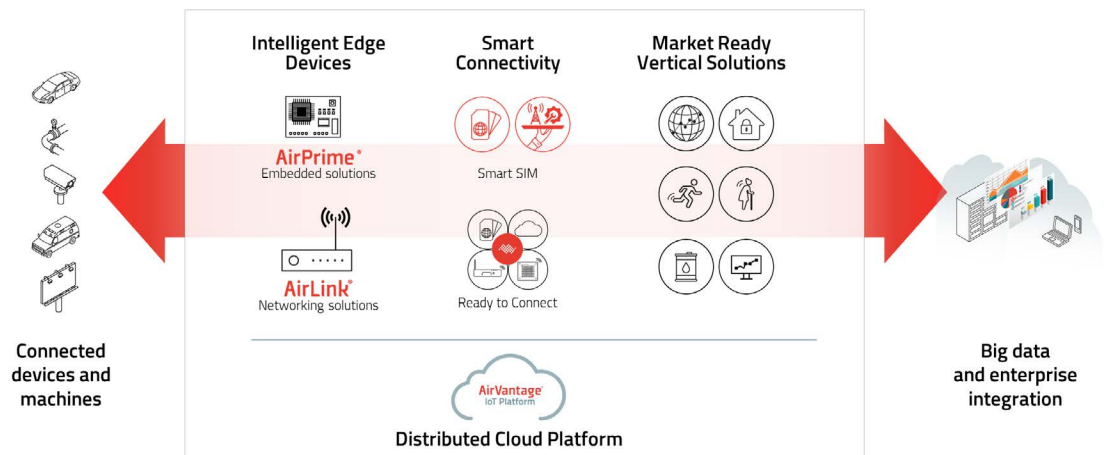 Intelligent Edge
Devices
Smart
Connectivity
Market Ready
Vertical Solutions
AirPrime®
Embedded solutions
Smart SIM
AirLink®
Networking solutions
Ready to Connect
Connected
devices and
machines
Big data
and enterprise
integration
AirVantage®
IoT Platform
Distributed Cloud Platform